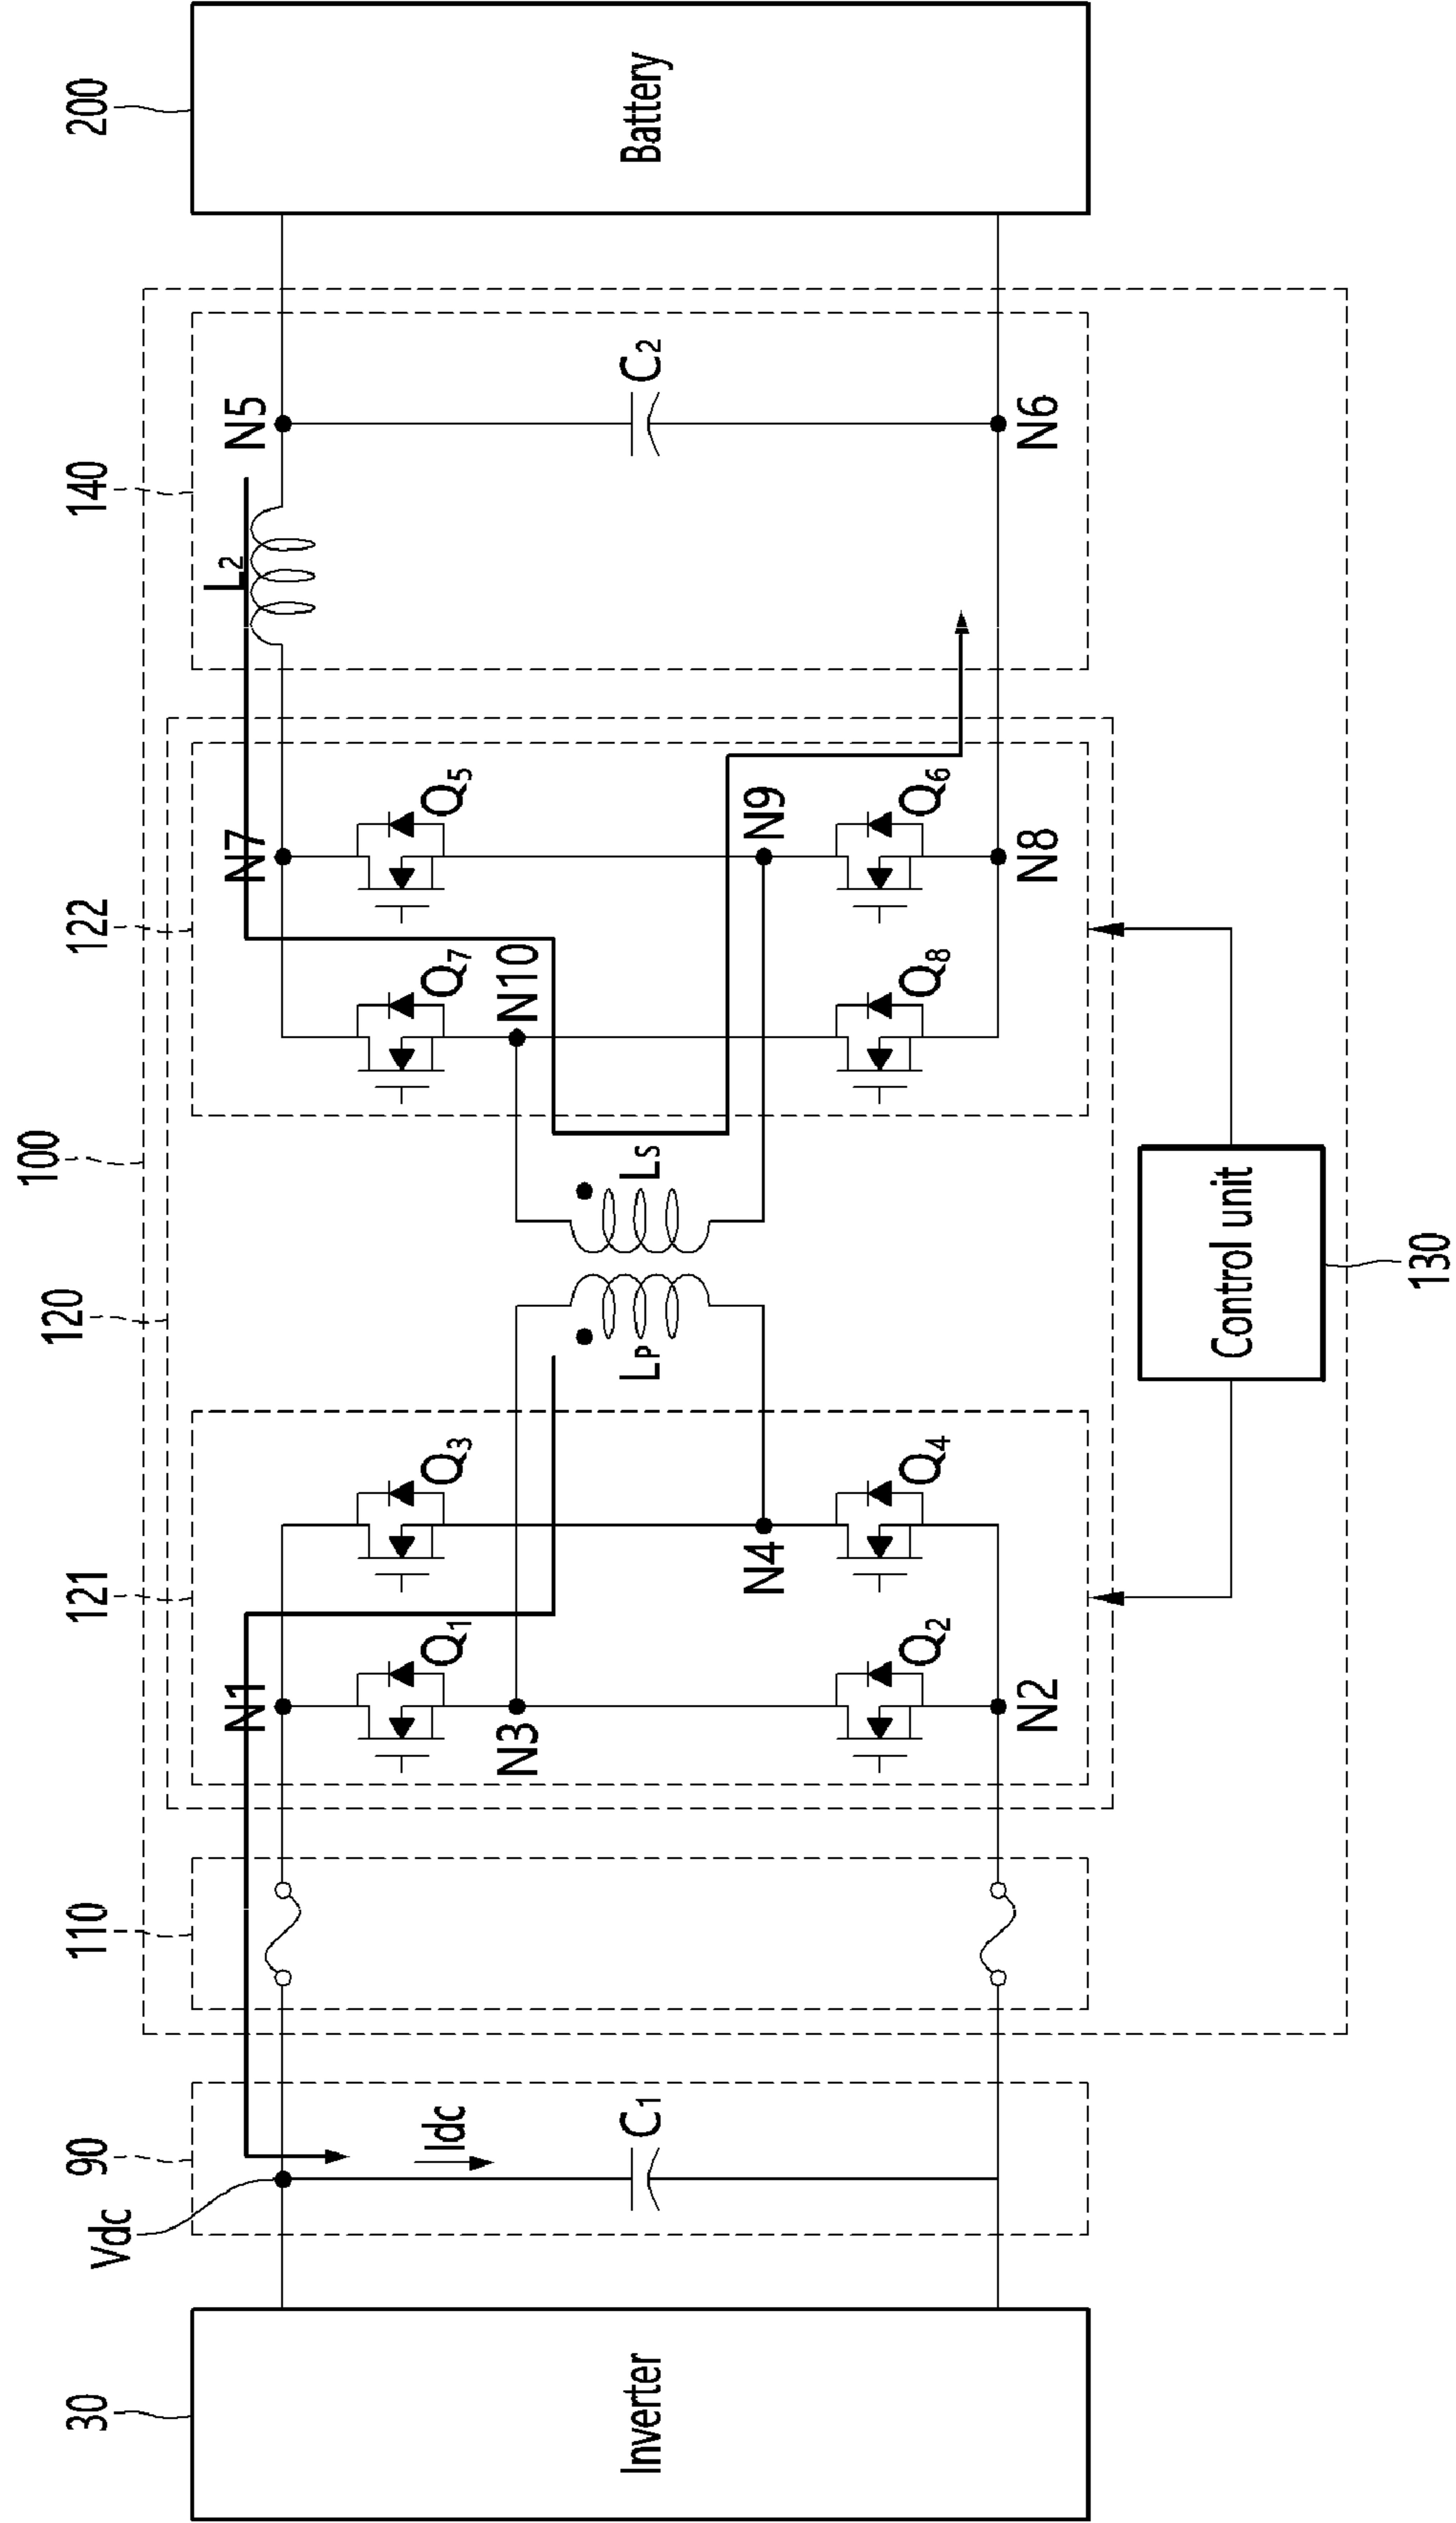 100
120
30
90
110
121
122
140
200
Vdc
Idc
Inverter
C1
N1
N2
N3
N4
Q1
Q2
Q3
Q4
LP
LS
N7
N8
N9
N10
Q7
Q8
Q5
Q6
L2
N5
N6
C2
Battery
Control unit
130